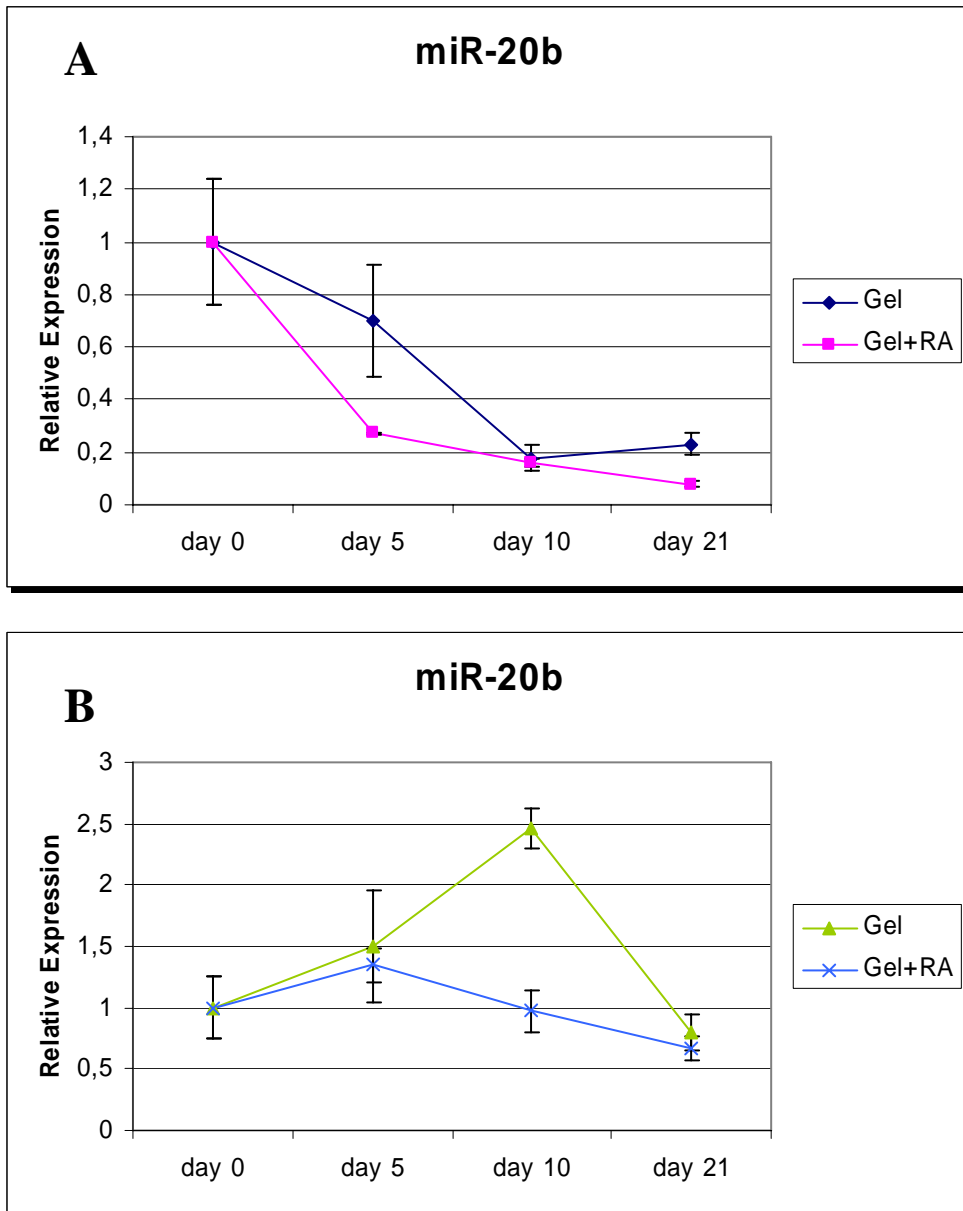 A
miR-20b
Relative Expression
1,4
1,2
1
0,8
0,6
0,4
0,2
0
day 0 day 5 day 10 day 21
Gel
Gel+RA
B
miR-20b
Relative Expression
3
2,5
2
1,5
1
0,5
0
day 0 day 5 day 10 day 21
Gel
Gel+RA